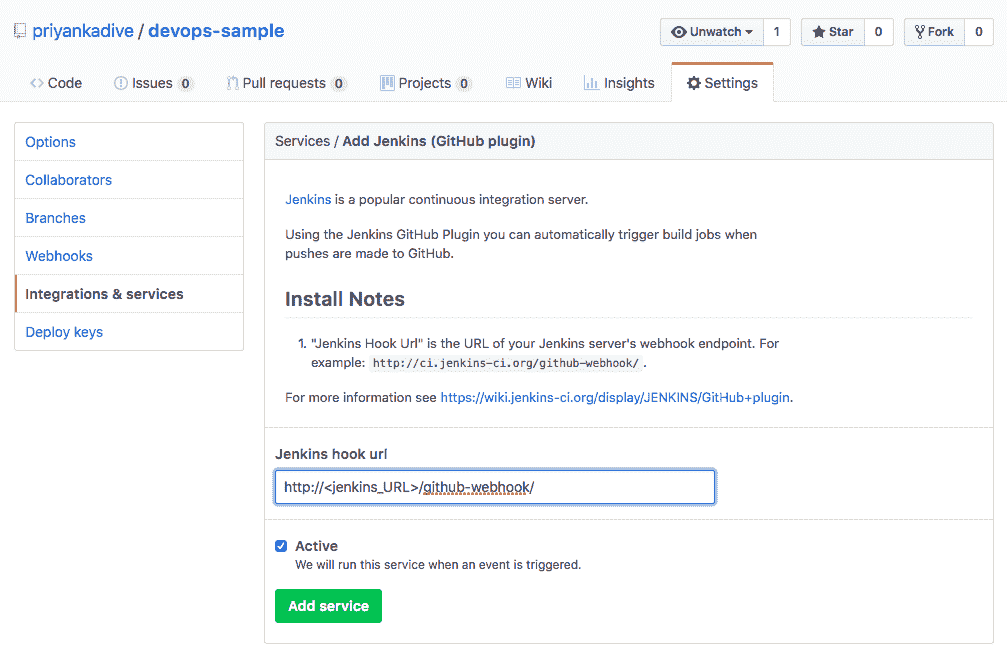 priyankadive / devops-sample
Unwatch 1 Star 0 Fork 0
Code Issues 0 Pull requests 0 Projects 0 Wiki Insights Settings
Options
Collaborators
Branches
Webhooks
Integrations & services
Deploy keys
Services / Add Jenkins (GitHub plugin)
Jenkins is a popular continuous integration server.
Using the Jenkins GitHub Plugin you can automatically trigger build jobs when
pushes are made to GitHub.
Install Notes
1. "Jenkins Hook Url" is the URL of your Jenkins server's webhook endpoint. For
example: http://ci.jenkins-ci.org/github-webhook/ .
For more information see https://wiki.jenkins-ci.org/display/JENKINS/GitHub+plugin.
Jenkins hook url
http://<jenkins_URL>/github-webhook/
Active
We will run this service when an event is triggered.
Add service